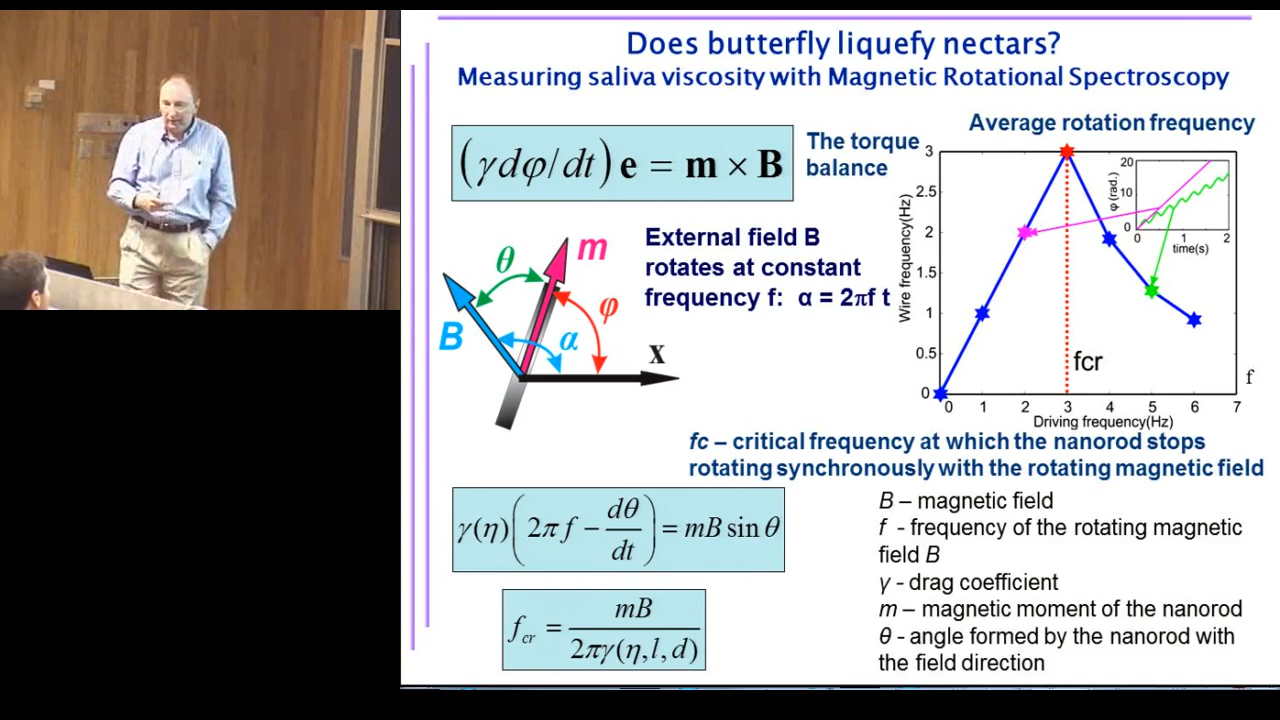 Does butterfly liquefy nectars?
Measuring saliva viscosity with Magnetic Rotational Spectroscopy
(γdφ/dt) e = m × B
The torque
balance
Average rotation frequency
External field B
rotates at constant
frequency f: α = 2πf t
θ
m
φ
B
α
x
Wire frequency(Hz)
3
2.5
2
1.5
1
0.5
0
0 1 2 3 4 5 6 7
Driving frequency(Hz)
fcr
f
φ (rad.)
20
10
0
0 1 2
time(s)
fc – critical frequency at which the nanorod stops
rotating synchronously with the rotating magnetic field
γ(η)(2πf − dθ/dt) = mB sin θ
f_cr = mB / 2πγ(η,l,d)
B – magnetic field
f - frequency of the rotating magnetic
field B
γ - drag coefficient
m – magnetic moment of the nanorod
θ - angle formed by the nanorod with
the field direction